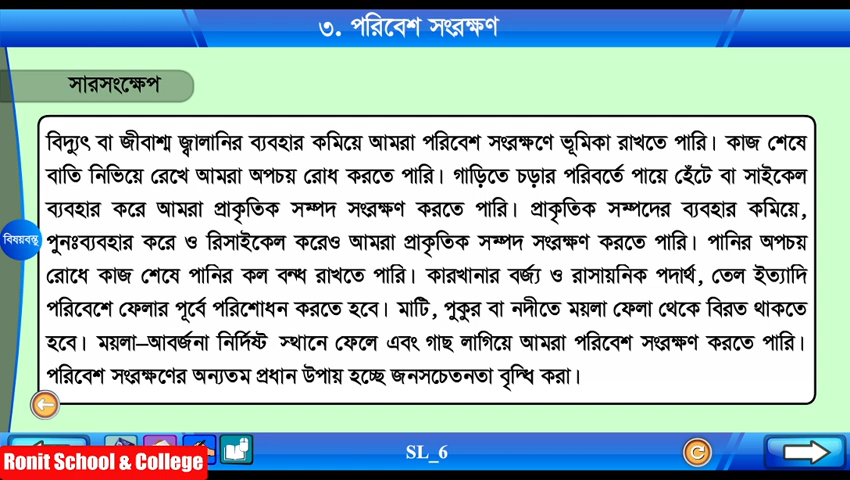 ৩. পরিবেশ সংরক্ষণ
সারসংক্ষেপ
বিদ্যুৎ বা জীবাশ্ম জ্বালানির ব্যবহার কমিয়ে আমরা পরিবেশ সংরক্ষণে ভূমিকা রাখতে পারি। কাজ শেষে
বাতি নিভিয়ে রেখে আমরা অপচয় রোধ করতে পারি। গাড়িতে চড়ার পরিবর্তে পায়ে হেঁটে বা সাইকেল
ব্যবহার করে আমরা প্রাকৃতিক সম্পদ সংরক্ষণ করতে পারি। প্রাকৃতিক সম্পদের ব্যবহার কমিয়ে,
পুনঃব্যবহার করে ও রিসাইকেল করেও আমরা প্রাকৃতিক সম্পদ সংরক্ষণ করতে পারি। পানির অপচয়
রোধে কাজ শেষে পানির কল বন্ধ রাখতে পারি। কারখানার বর্জ্য ও রাসায়নিক পদার্থ, তেল ইত্যাদি
পরিবেশে ফেলার পূর্বে পরিশোধন করতে হবে। মাটি, পুকুর বা নদীতে ময়লা ফেলা থেকে বিরত থাকতে
হবে। ময়লা–আবর্জনা নির্দিষ্ট স্থানে ফেলে এবং গাছ লাগিয়ে আমরা পরিবেশ সংরক্ষণ করতে পারি।
পরিবেশ সংরক্ষণের অন্যতম প্রধান উপায় হচ্ছে জনসচেতনতা বৃদ্ধি করা।
বিষয়বস্তু
SL_6
Ronit School & College